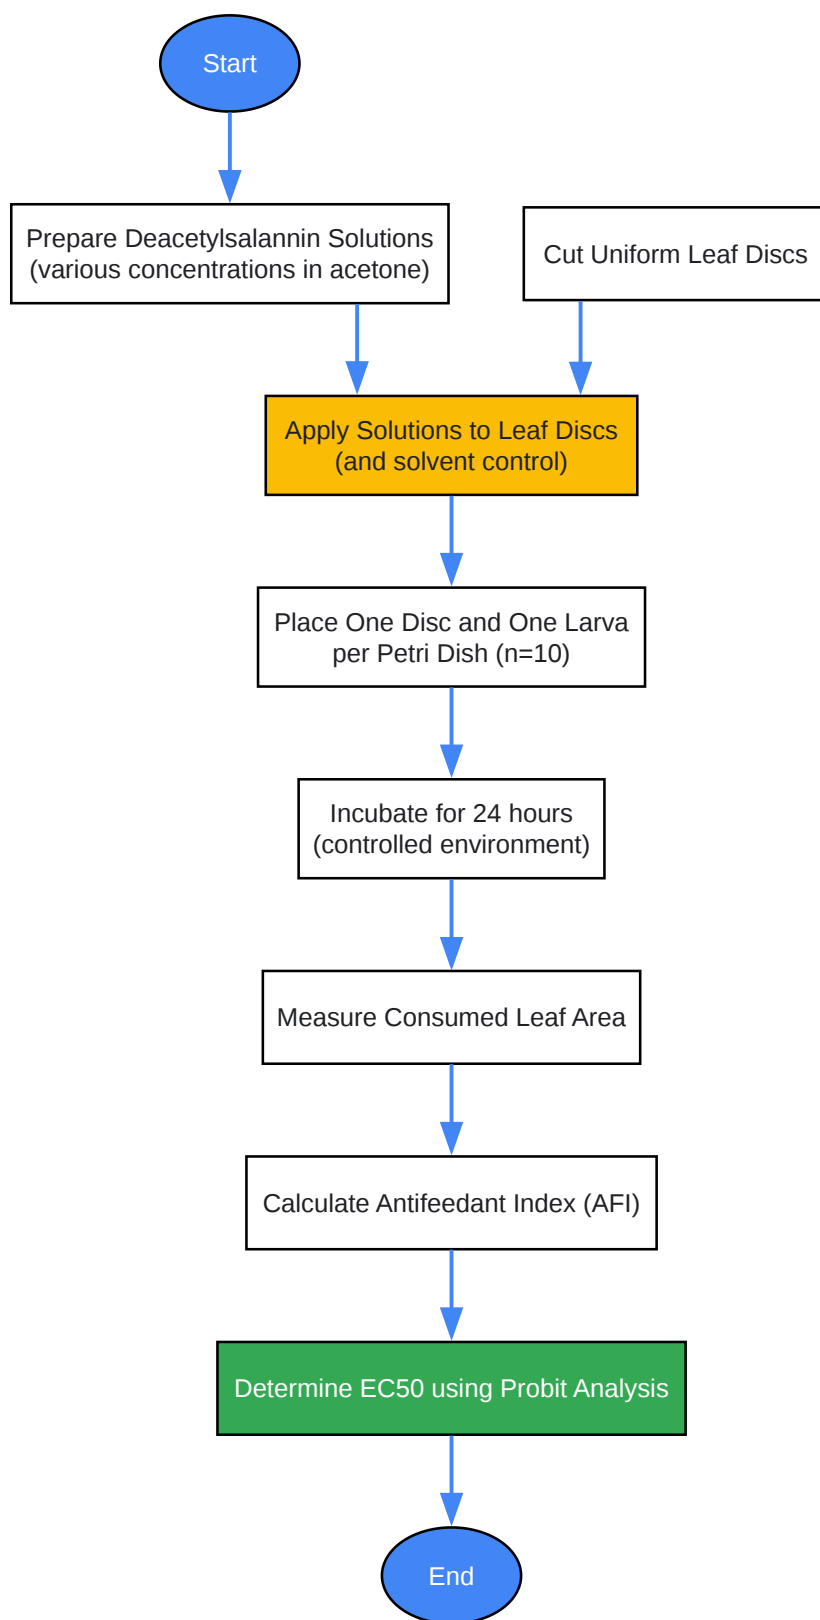 Start
Prepare Deacetylsalannin Solutions
(various concentrations in acetone)
Cut Uniform Leaf Discs
Apply Solutions to Leaf Discs
(and solvent control)
Place One Disc and One Larva
per Petri Dish (n=10)
Incubate for 24 hours
(controlled environment)
Measure Consumed Leaf Area
Calculate Antifeedant Index (AFI)
Determine EC50 using Probit Analysis
End